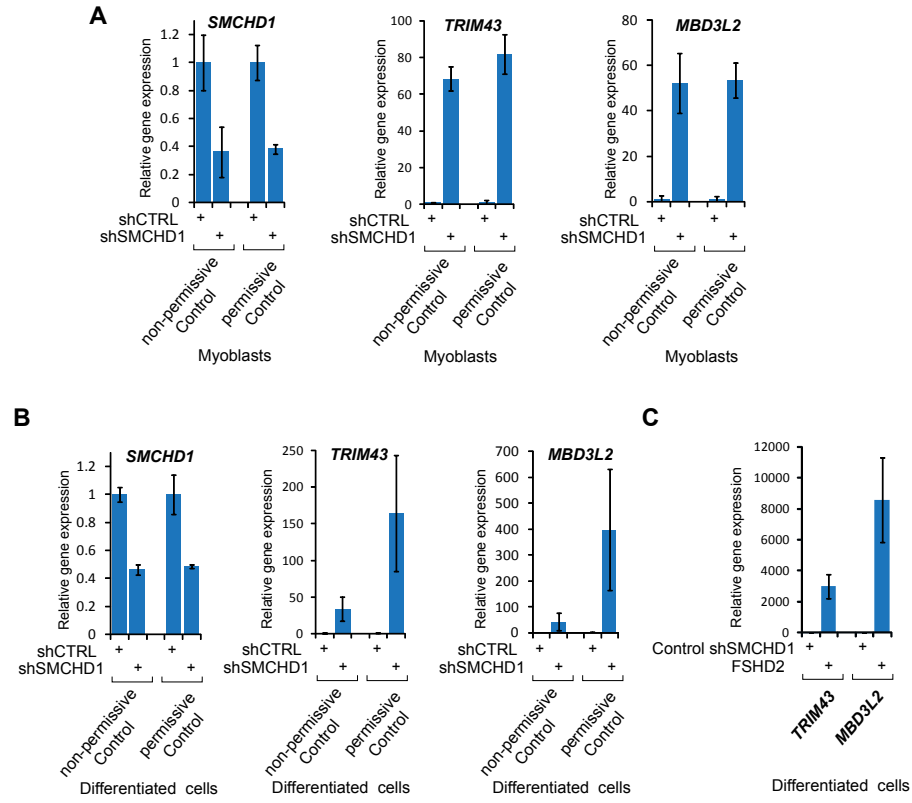 A
SMCHD1
TRIM43
MBD3L2
Relative gene expression
1.2
1
0.8
0.6
0.4
0.2
0
Relative gene expression
100
80
60
40
20
0
Relative gene expression
80
60
40
20
0
shCTRL + +
shSMCHD1 + +
non-permissive Control
permissive Control
Myoblasts
shCTRL + +
shSMCHD1 + +
non-permissive Control
permissive Control
Myoblasts
shCTRL + +
shSMCHD1 + +
non-permissive Control
permissive Control
Myoblasts
B
SMCHD1
TRIM43
MBD3L2
Relative gene expression
1.2
1
0.8
0.6
0.4
0.2
0
Relative gene expression
250
200
150
100
50
0
Relative gene expression
700
600
500
400
300
200
100
0
shCTRL + +
shSMCHD1 + +
non-permissive Control
permissive Control
Differentiated cells
shCTRL + +
shSMCHD1 + +
non-permissive Control
permissive Control
Differentiated cells
shCTRL + +
shSMCHD1 + +
non-permissive Control
permissive Control
Differentiated cells
C
Relative gene expression
12000
10000
8000
6000
4000
2000
0
Control shSMCHD1 + +
FSHD2 + +
TRIM43
MBD3L2
Differentiated cells